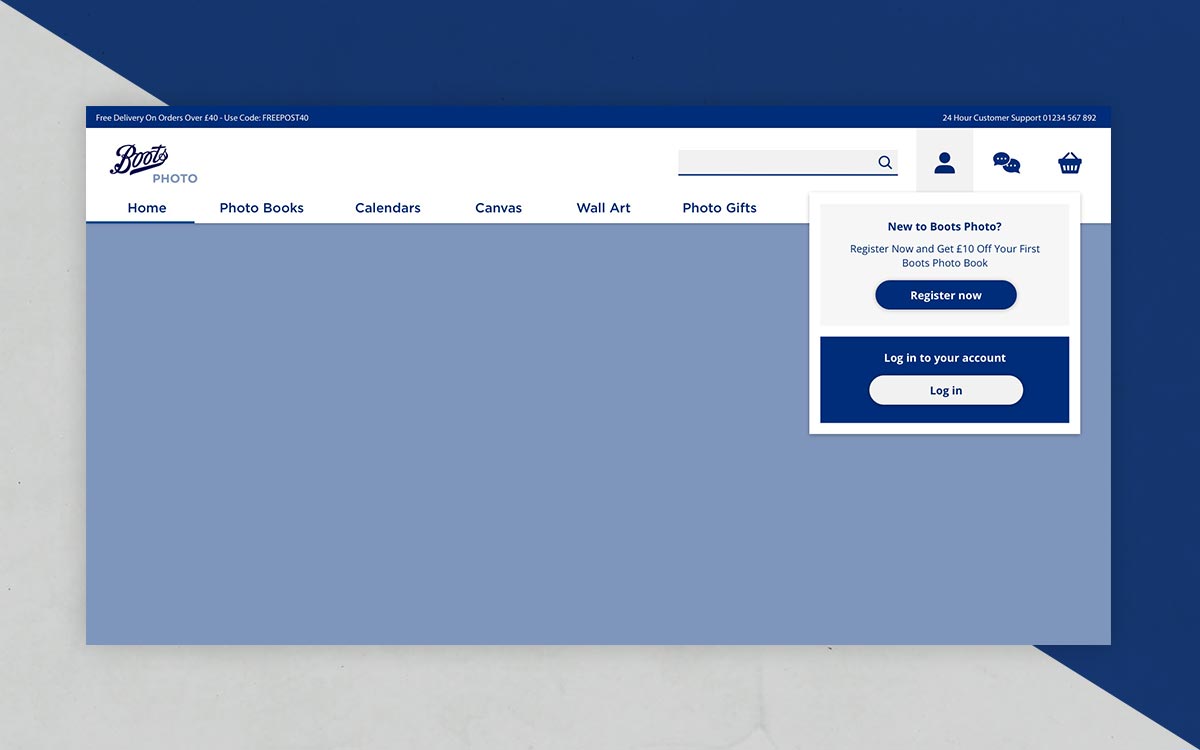 Free Delivery On Orders Over £40 - Use Code: FREEPOST40
24 Hour Customer Support 01234 567 892
Boots
PHOTO
Home
Photo Books
Calendars
Canvas
Wall Art
Photo Gifts
New to Boots Photo?
Register Now and Get £10 Off Your First
Boots Photo Book
Register now
Log in to your account
Log in